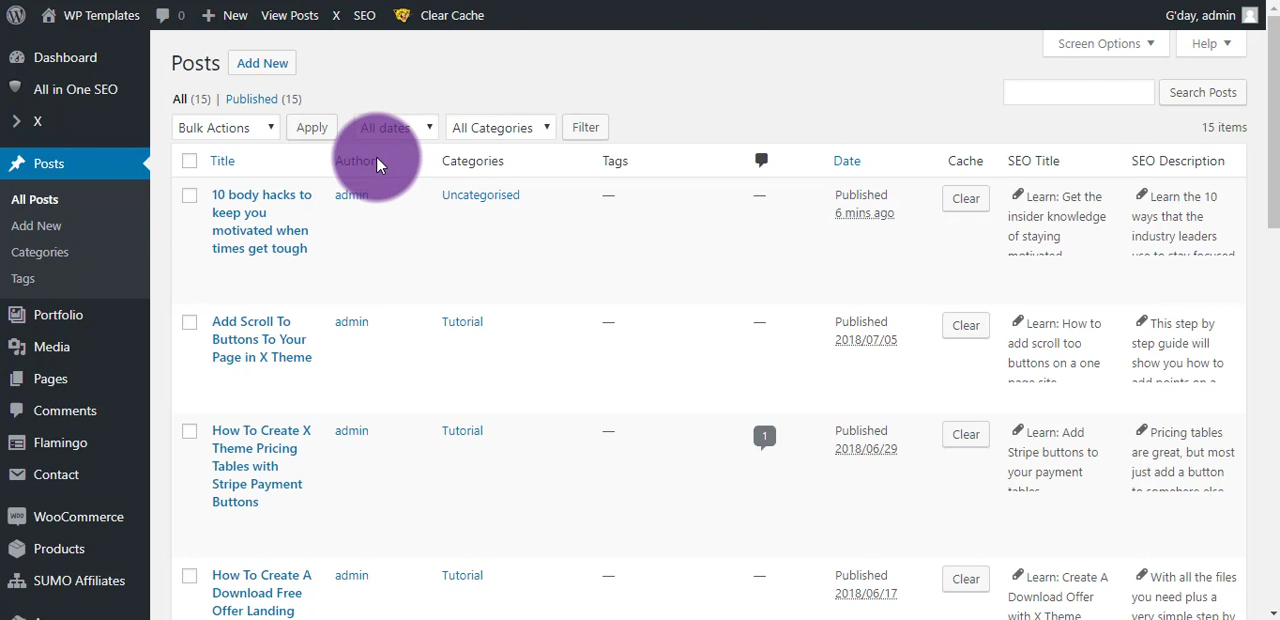 WP Templates 0 New View Posts X SEO Clear Cache G'day, admin
Dashboard
All in One SEO
X
Posts
All Posts
Add New
Categories
Tags
Portfolio
Media
Pages
Comments
Flamingo
Contact
WooCommerce
Products
SUMO Affiliates
Screen Options Help
Posts Add New
All (15) | Published (15)
Search Posts
Bulk Actions Apply All dates All Categories Filter 15 items
Title Author Categories Tags Date Cache SEO Title SEO Description
10 body hacks to
keep you
motivated when
times get tough
admin
Uncategorised
—
—
Published
6 mins ago
Clear
Learn: Get the
insider knowledge
of staying
motivated
Learn the 10
ways that the
industry leaders
use to stay focused
Add Scroll To
Buttons To Your
Page in X Theme
admin
Tutorial
—
—
Published
2018/07/05
Clear
Learn: How to
add scroll too
buttons on a one
page site
This step by
step guide will
show you how to
add points on a
How To Create X
Theme Pricing
Tables with
Stripe Payment
Buttons
admin
Tutorial
—
1
Published
2018/06/29
Clear
Learn: Add
Stripe buttons to
your payment
tables
Pricing tables
are great, but most
just add a button
to somewhere else
How To Create A
Download Free
Offer Landing
admin
Tutorial
—
—
Published
2018/06/17
Clear
Learn: Create A
Download Offer
with X Theme
With all the files
you need plus a
very simple step by